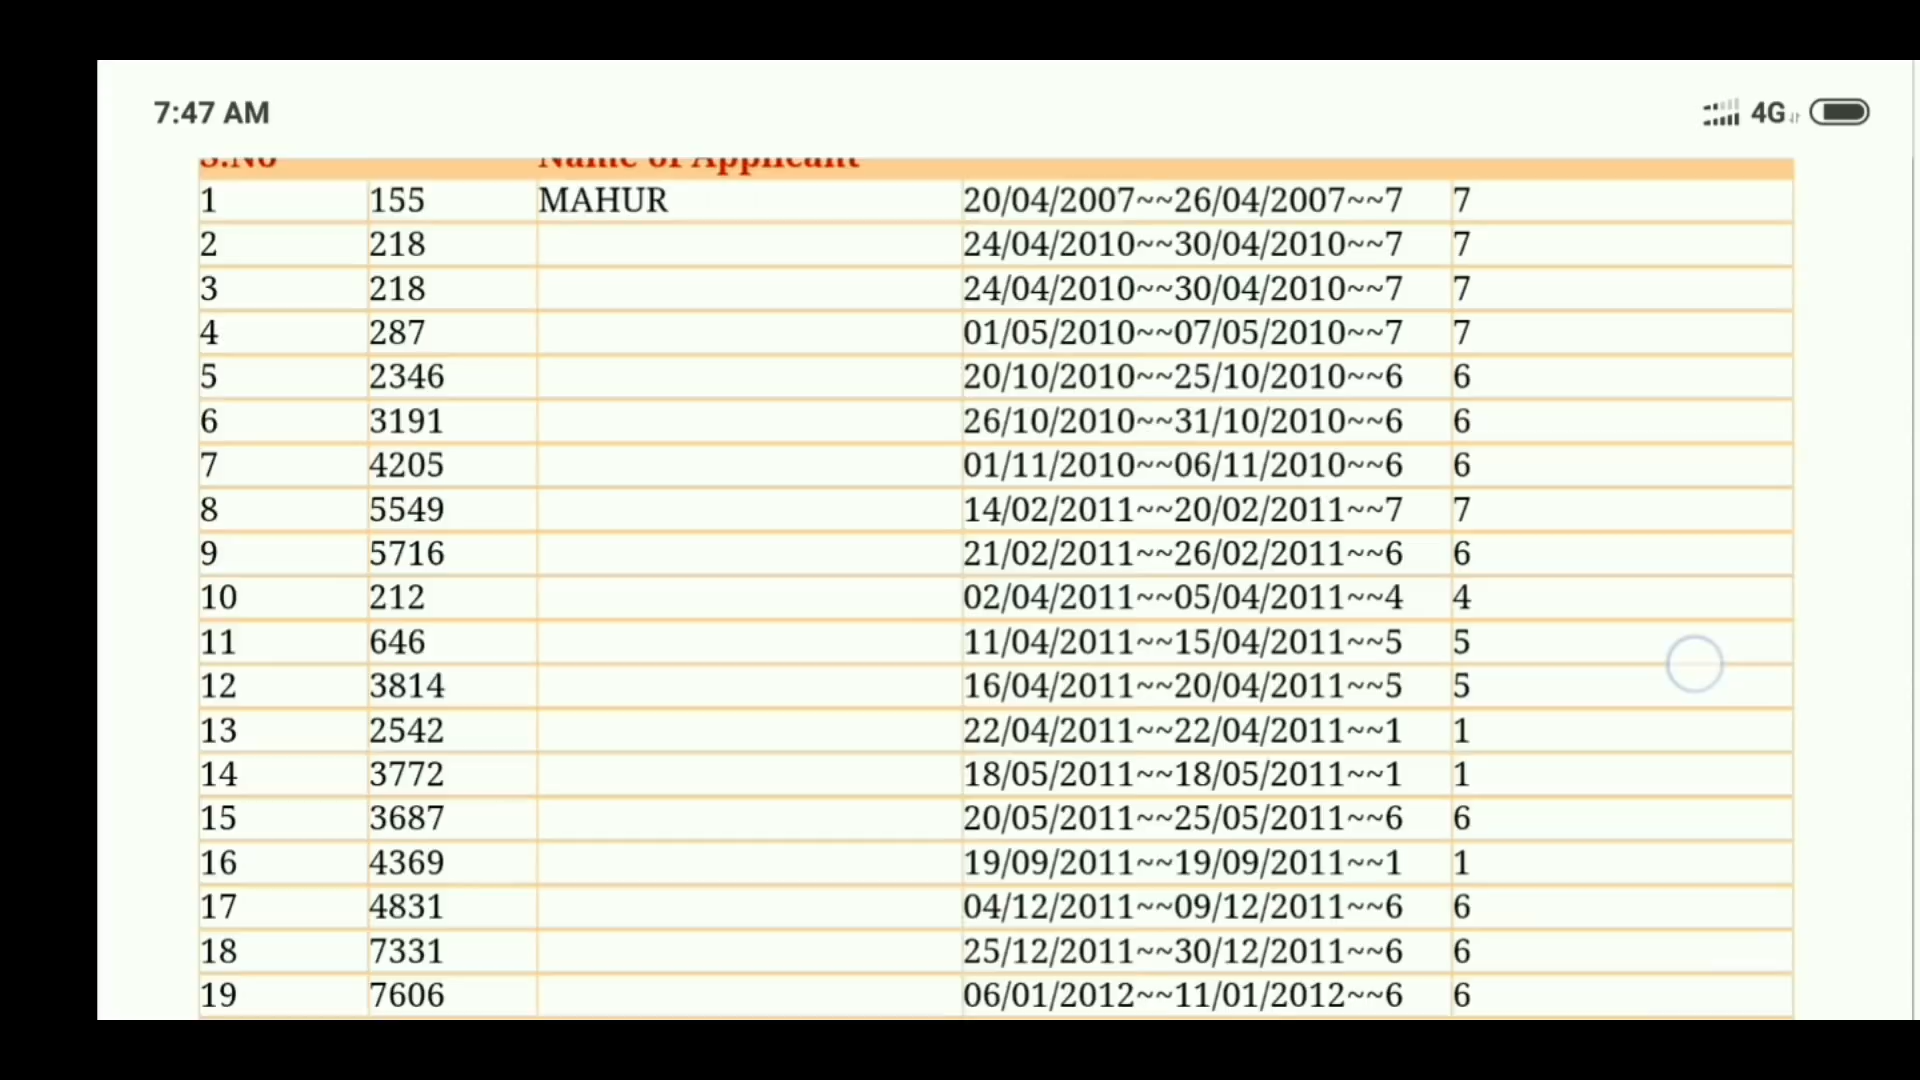 7:47 AM 4G
S.No Name of Applicant
1 155 MAHUR 20/04/2007~~26/04/2007~~7 7
2 218 24/04/2010~~30/04/2010~~7 7
3 218 24/04/2010~~30/04/2010~~7 7
4 287 01/05/2010~~07/05/2010~~7 7
5 2346 20/10/2010~~25/10/2010~~6 6
6 3191 26/10/2010~~31/10/2010~~6 6
7 4205 01/11/2010~~06/11/2010~~6 6
8 5549 14/02/2011~~20/02/2011~~7 7
9 5716 21/02/2011~~26/02/2011~~6 6
10 212 02/04/2011~~05/04/2011~~4 4
11 646 11/04/2011~~15/04/2011~~5 5
12 3814 16/04/2011~~20/04/2011~~5 5
13 2542 22/04/2011~~22/04/2011~~1 1
14 3772 18/05/2011~~18/05/2011~~1 1
15 3687 20/05/2011~~25/05/2011~~6 6
16 4369 19/09/2011~~19/09/2011~~1 1
17 4831 04/12/2011~~09/12/2011~~6 6
18 7331 25/12/2011~~30/12/2011~~6 6
19 7606 06/01/2012~~11/01/2012~~6 6